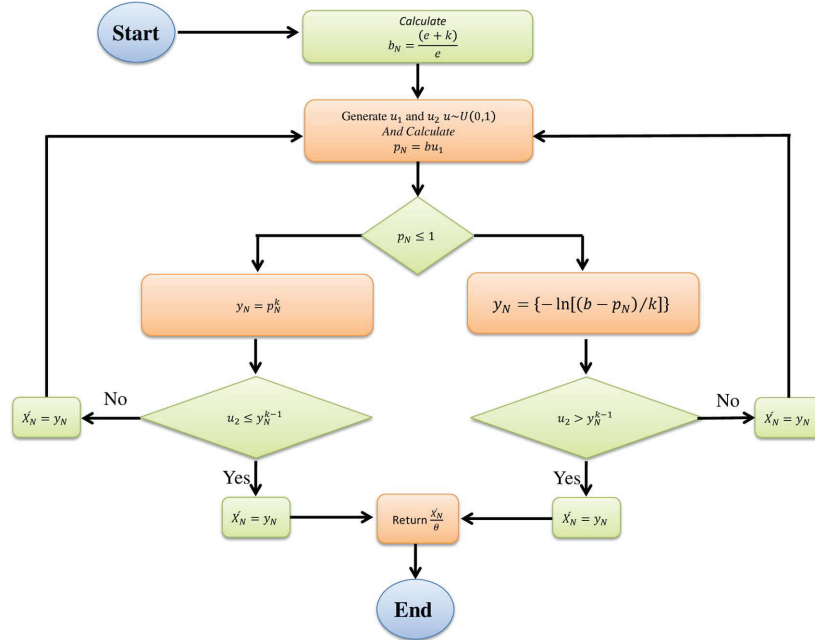 Start
Calculate
b_N = (e + k)/e
Generate u_1 and u_2 u~U(0,1)
And Calculate
p_N = bu_1
p_N ≤ 1
y_N = p_N^k
y_N = {−ln[(b − p_N)/k]}
No
X́_N = y_N
u_2 ≤ y_N^{k−1}
u_2 > y_N^{k−1}
No
X́_N = y_N
Yes
Yes
X́_N = y_N
Return X́_N/θ
X́_N = y_N
End